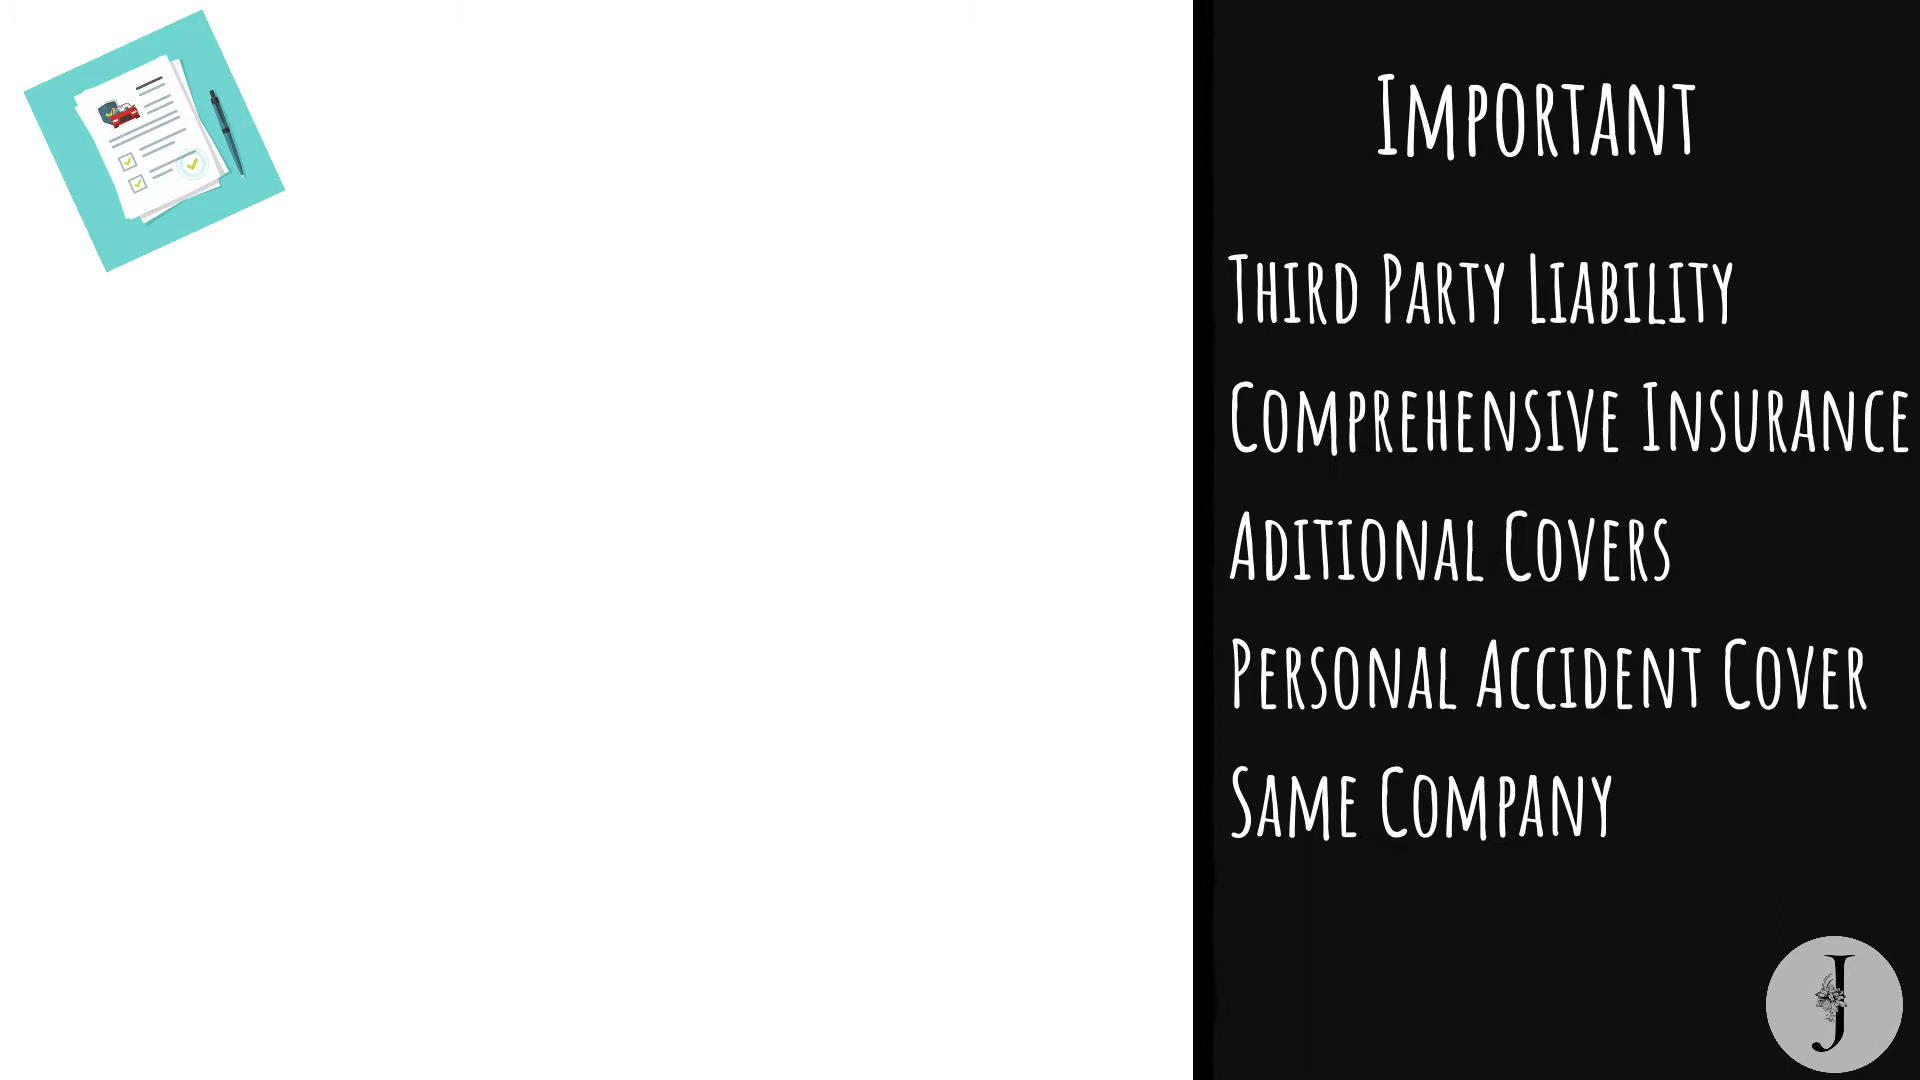 Important
Third Party Liability
Comprehensive Insurance
Aditional Covers
Personal Accident Cover
Same Company
J